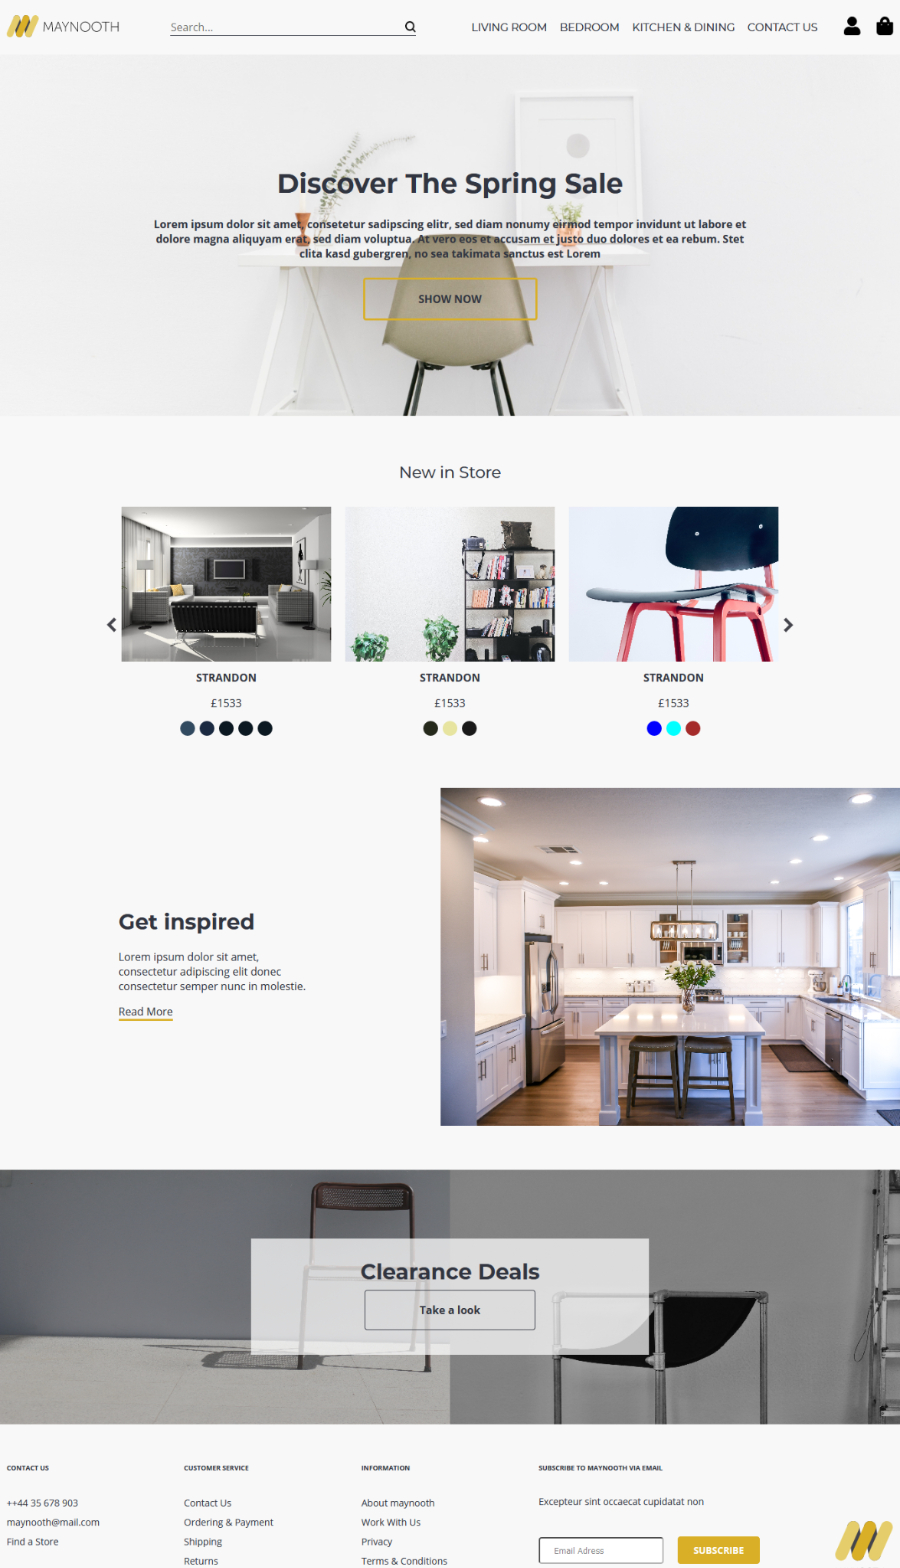 MAYNOOTH
Search...
LIVING ROOM
BEDROOM
KITCHEN & DINING
CONTACT US
Discover The Spring Sale
Lorem ipsum dolor sit amet, consetetur sadipscing elitr, sed diam nonumy eirmod tempor invidunt ut labore et
dolore magna aliquyam erat, sed diam voluptua. At vero eos et accusam et justo duo dolores et ea rebum. Stet
clita kasd gubergren, no sea takimata sanctus est Lorem
SHOW NOW
New in Store
STRANDON
£1533
STRANDON
£1533
STRANDON
£1533
Get inspired
Lorem ipsum dolor sit amet,
consectetur adipiscing elit donec
consectetur semper nunc in molestie.
Read More
Clearance Deals
Take a look
CONTACT US
++44 35 678 903
maynooth@mail.com
Find a Store
CUSTOMER SERVICE
Contact Us
Ordering & Payment
Shipping
Returns
INFORMATION
About maynooth
Work With Us
Privacy
Terms & Conditions
SUBSCRIBE TO MAYNOOTH VIA EMAIL
Excepteur sint occaecat cupidatat non
Email Adress
SUBSCRIBE